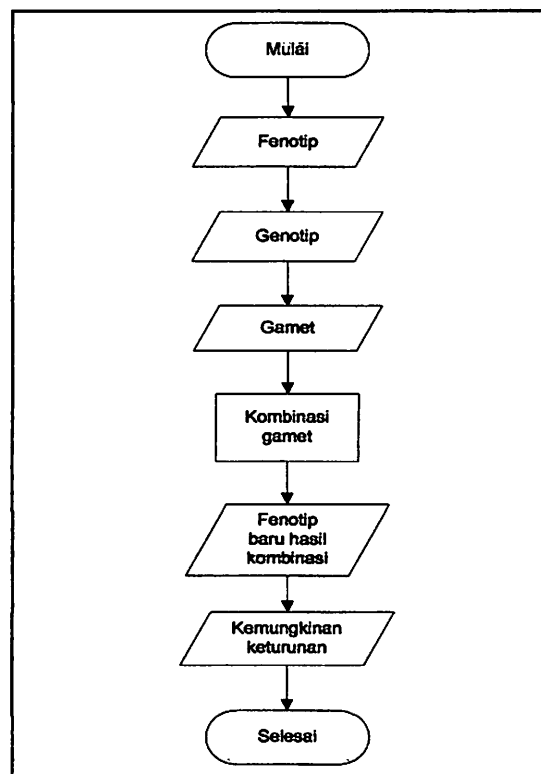 Mulai
Fenotip
Genotip
Gamet
Kombinasi
gamet
Fenotip
baru hasil
kombinasi
Kemungkinan
keturunan
Selesai